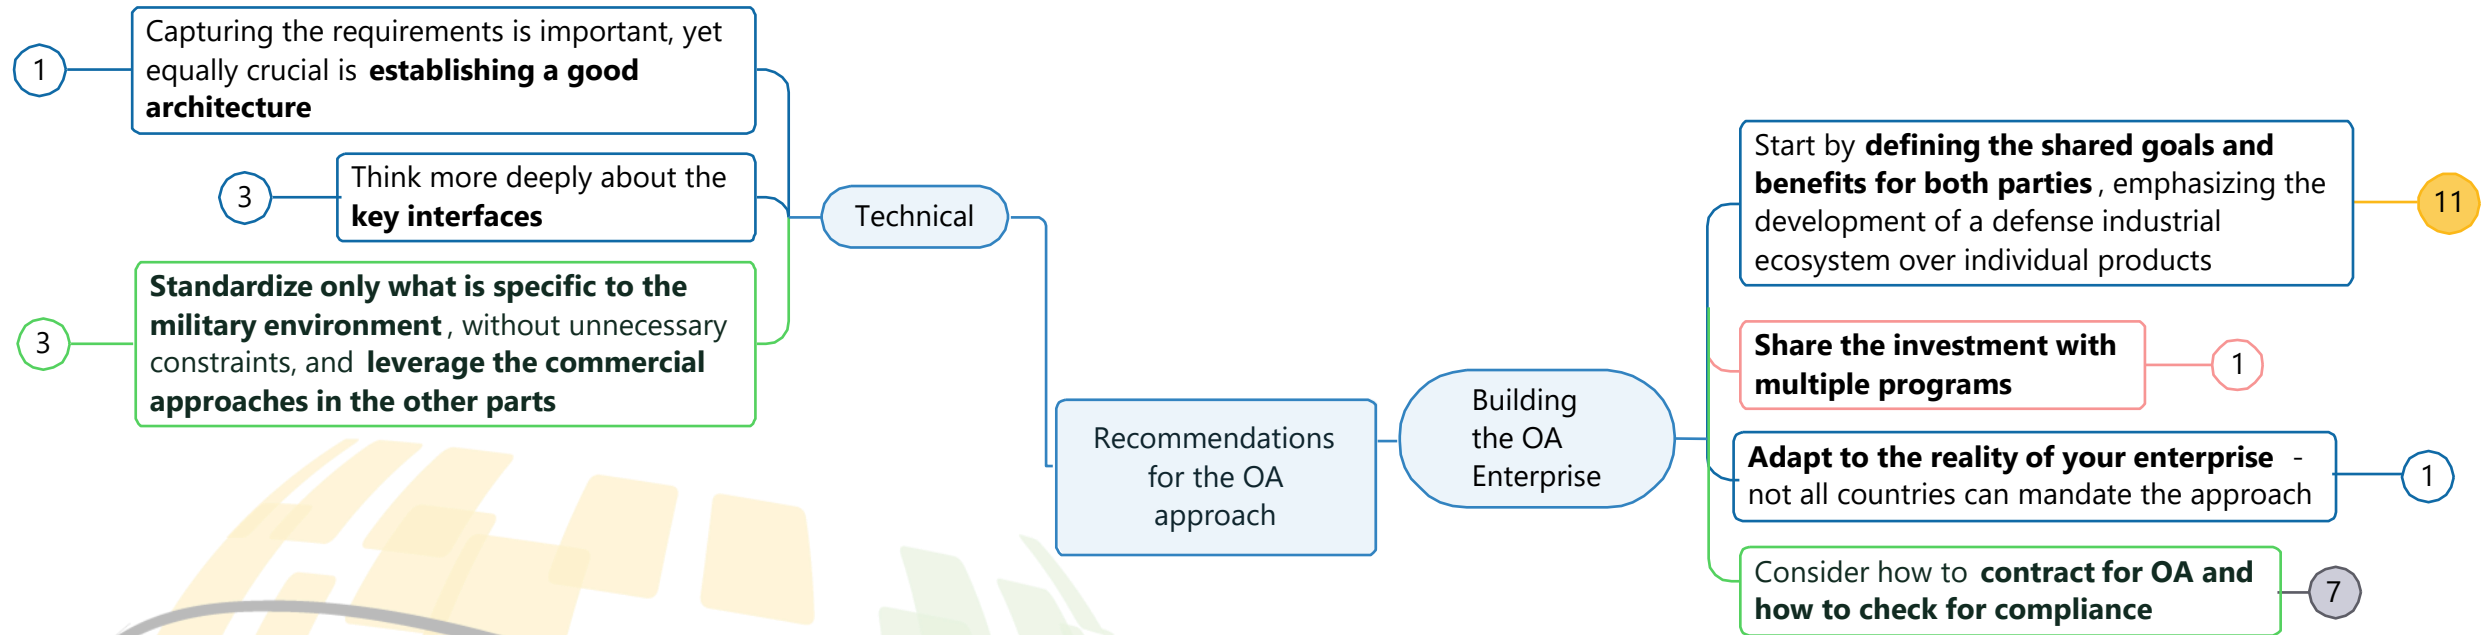 1
Capturing the requirements is important, yet
equally crucial is establishing a good
architecture
3
Think more deeply about the
key interfaces
3
Standardize only what is specific to the
military environment, without unnecessary
constraints, and leverage the commercial
approaches in the other parts
Technical
Recommendations
for the OA
approach
Building
the OA
Enterprise
Start by defining the shared goals and
benefits for both parties, emphasizing the
development of a defense industrial
ecosystem over individual products
11
Share the investment with
multiple programs
1
Adapt to the reality of your enterprise -
not all countries can mandate the approach
1
Consider how to contract for OA and
how to check for compliance
7